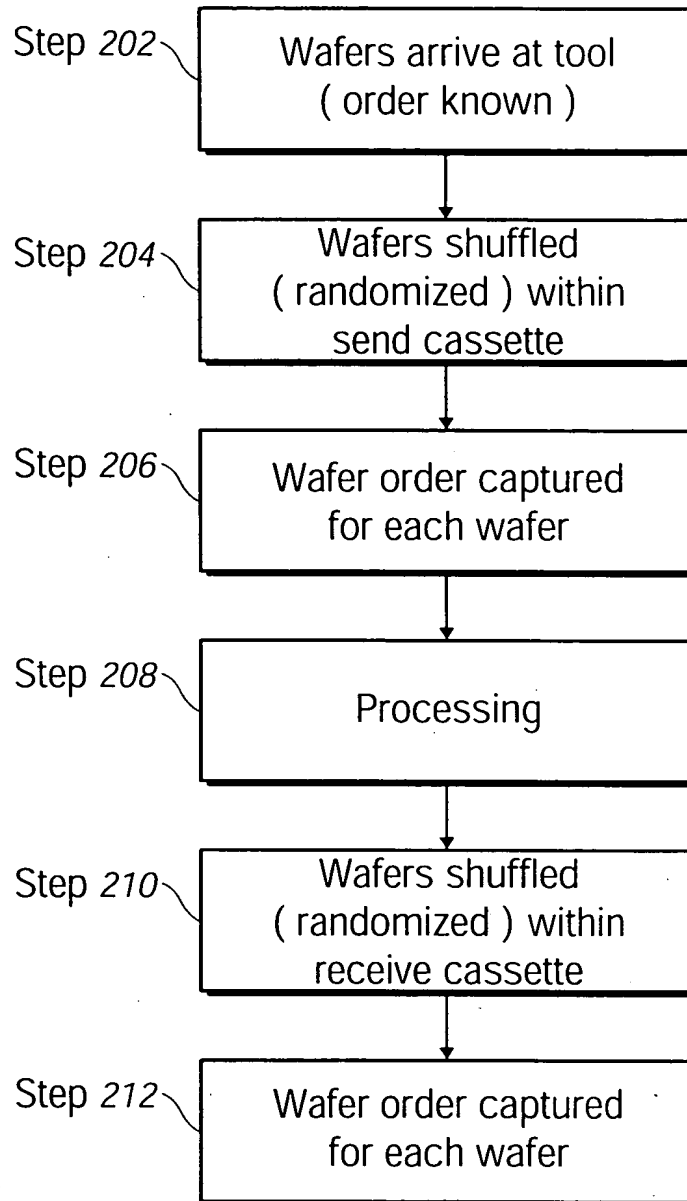 Step 202
Wafers arrive at tool
( order known )
Step 204
Wafers shuffled
( randomized ) within
send cassette
Step 206
Wafer order captured
for each wafer
Step 208
Processing
Step 210
Wafers shuffled
( randomized ) within
receive cassette
Step 212
Wafer order captured
for each wafer